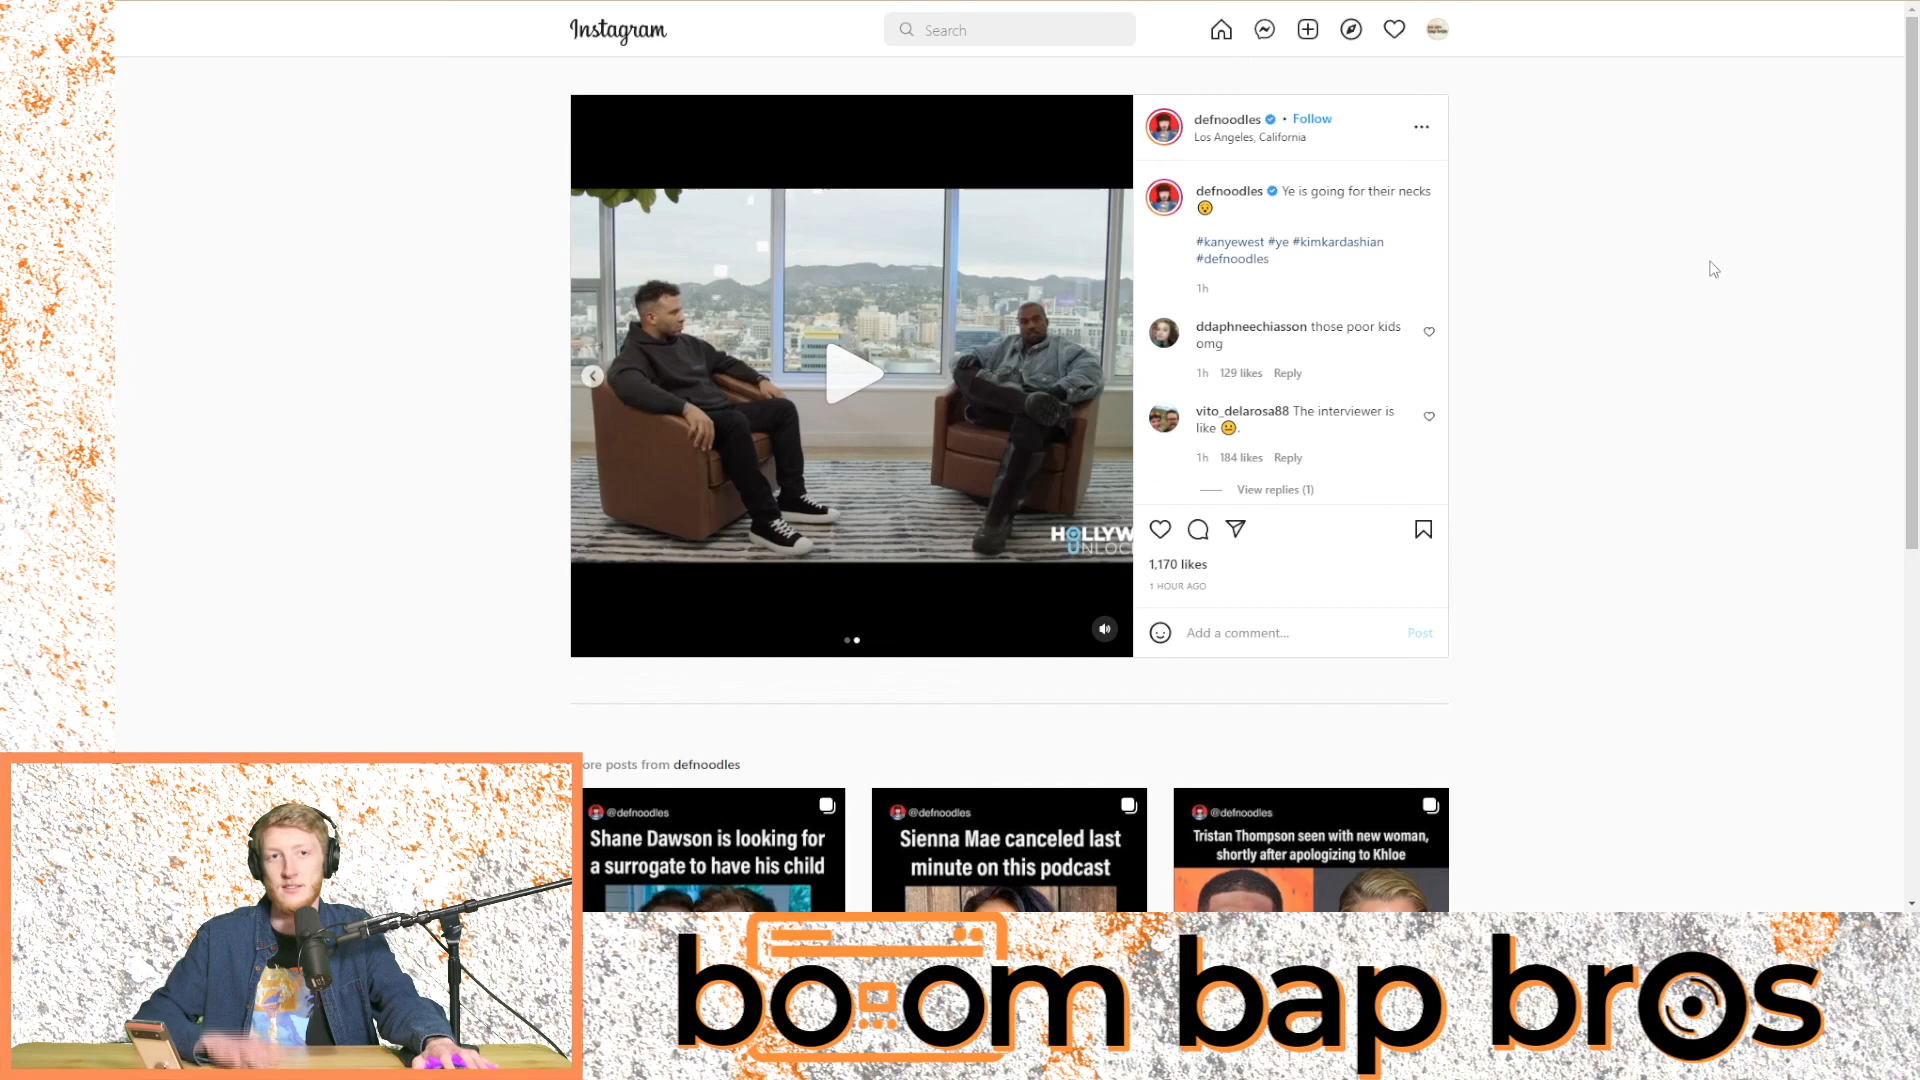 Instagram
Search
defnoodles • Follow
Los Angeles, California
defnoodles Ye is going for their necks
😯
#kanyewest #ye #kimkardashian
#defnoodles
1h
ddaphneechiasson those poor kids
omg
1h 129 likes Reply
vito_delarosa88 The interviewer is
like 😐.
1h 184 likes Reply
View replies (1)
HOLLYW
UNLOC
1,170 likes
1 HOUR AGO
Add a comment... Post
ore posts from defnoodles
@defnoodles
Shane Dawson is looking for
a surrogate to have his child
@defnoodles
Sienna Mae canceled last
minute on this podcast
@defnoodles
Tristan Thompson seen with new woman,
shortly after apologizing to Khloe
boom bap bros